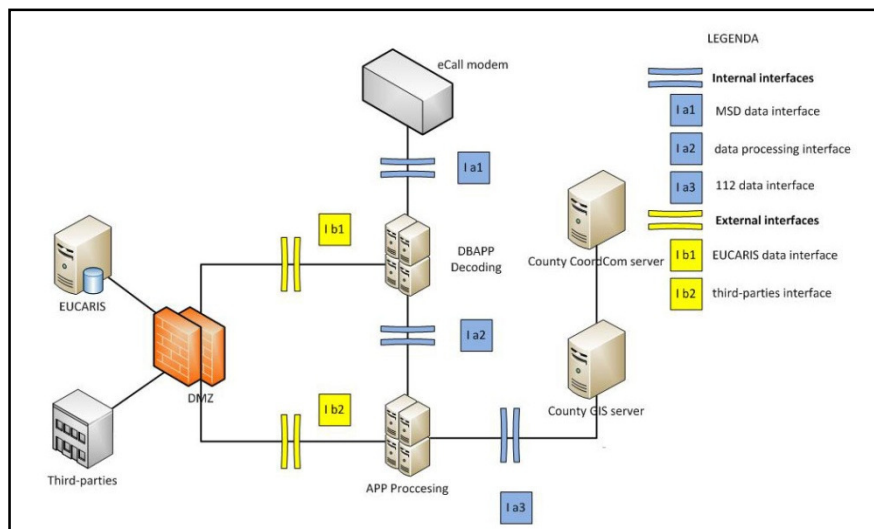 LEGENDA
eCall modem
Internal interfaces
I a1
MSD data interface
I a2
data processing interface
I a3
112 data interface
External interfaces
I b1
EUCARIS data interface
I b2
third-parties interface
I a1
I b1
DBAPP
Decoding
County CoordCom server
EUCARIS
I a2
DMZ
I b2
County GIS server
Third-parties
APP Proccesing
I a3